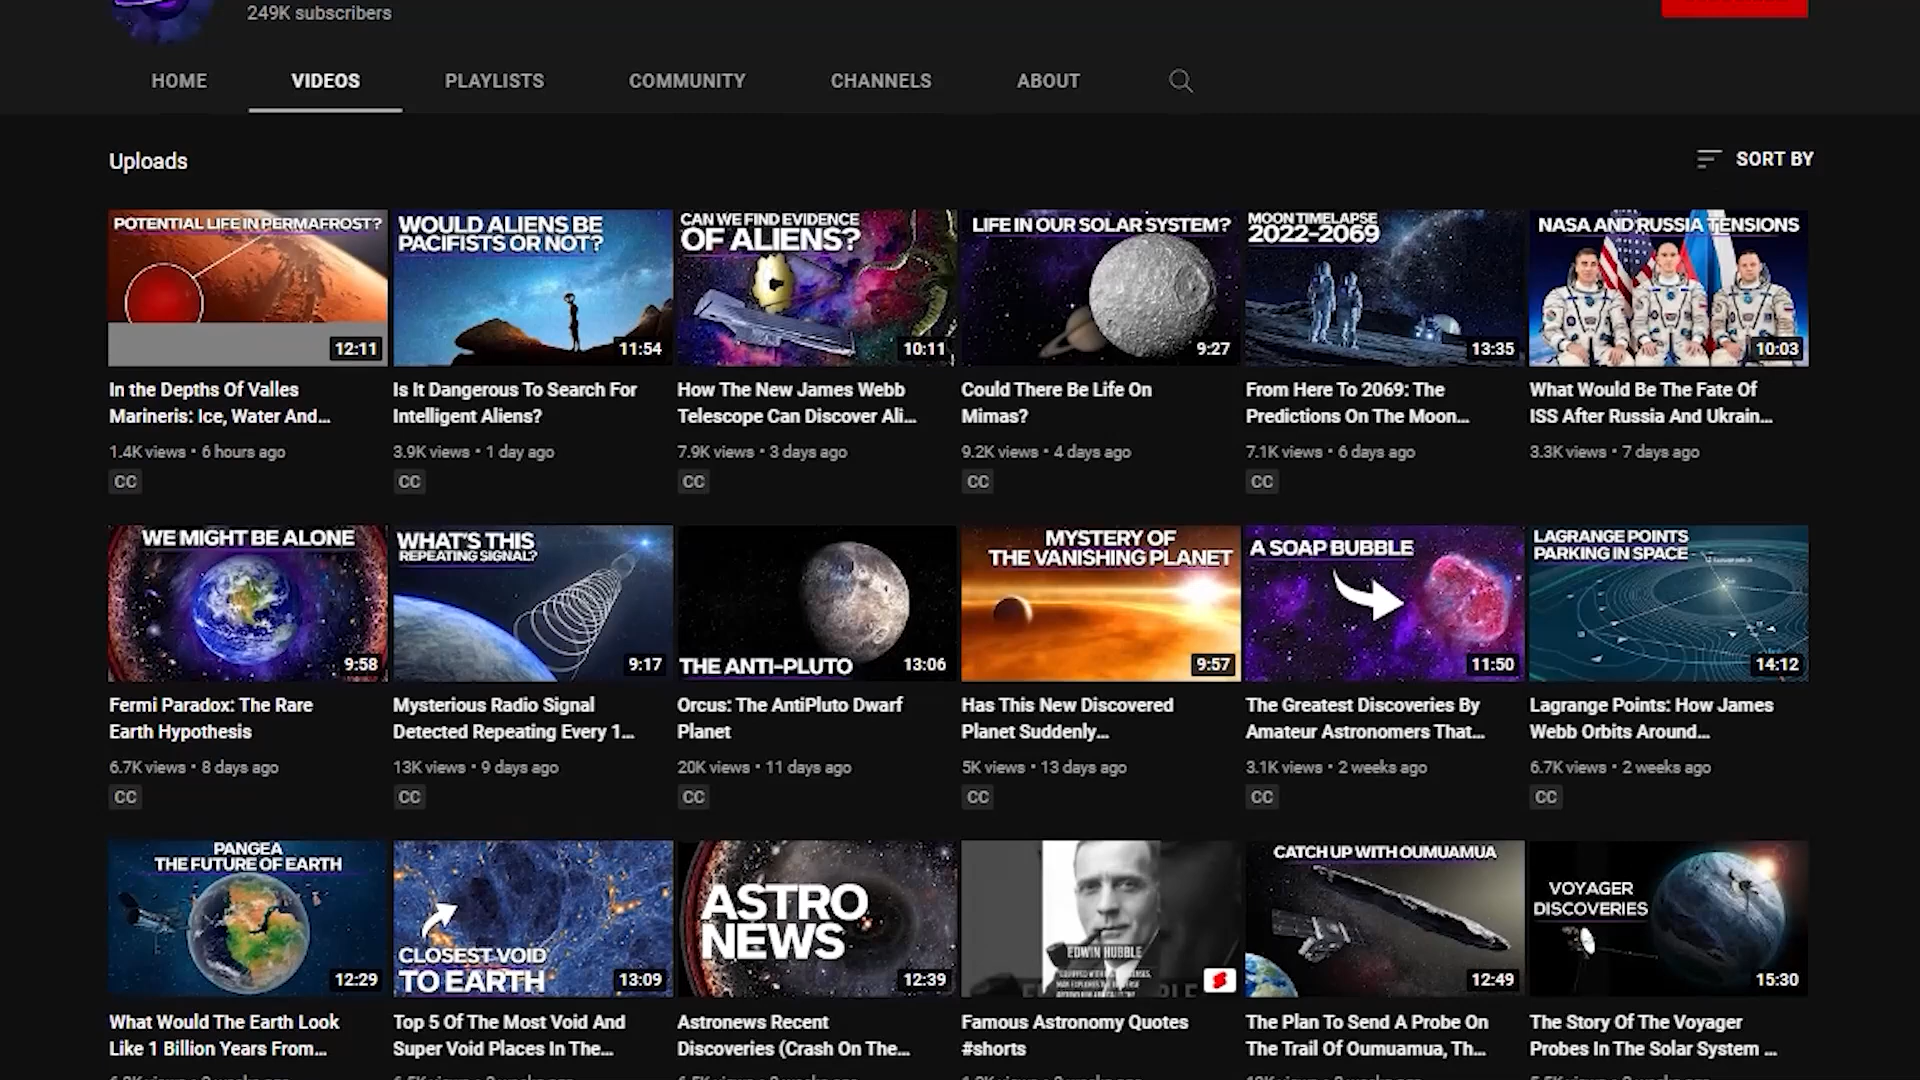 249K subscribers
HOME
VIDEOS
PLAYLISTS
COMMUNITY
CHANNELS
ABOUT
Uploads
SORT BY
POTENTIAL LIFE IN PERMAFROST?
12:11
WOULD ALIENS BE
PACIFISTS OR NOT?
11:54
CAN WE FIND EVIDENCE
OF ALIENS?
10:11
LIFE IN OUR SOLAR SYSTEM?
9:27
MOON TIMELAPSE
2022-2069
13:35
NASA AND RUSSIA TENSIONS
10:03
In the Depths Of Valles
Marineris: Ice, Water And...
1.4K views • 6 hours ago
CC
Is It Dangerous To Search For
Intelligent Aliens?
3.9K views • 1 day ago
CC
How The New James Webb
Telescope Can Discover Ali...
7.9K views • 3 days ago
CC
Could There Be Life On
Mimas?
9.2K views • 4 days ago
CC
From Here To 2069: The
Predictions On The Moon...
7.1K views • 6 days ago
CC
What Would Be The Fate Of
ISS After Russia And Ukrain...
3.3K views • 7 days ago
WE MIGHT BE ALONE
9:58
WHAT'S THIS
REPEATING SIGNAL?
9:17
THE ANTI-PLUTO
13:06
MYSTERY OF
THE VANISHING PLANET
9:57
A SOAP BUBBLE
11:50
LAGRANGE POINTS
PARKING IN SPACE
14:12
Fermi Paradox: The Rare
Earth Hypothesis
6.7K views • 8 days ago
CC
Mysterious Radio Signal
Detected Repeating Every 1...
13K views • 9 days ago
CC
Orcus: The AntiPluto Dwarf
Planet
20K views • 11 days ago
CC
Has This New Discovered
Planet Suddenly...
5K views • 13 days ago
CC
The Greatest Discoveries By
Amateur Astronomers That...
3.1K views • 2 weeks ago
CC
Lagrange Points: How James
Webb Orbits Around...
6.7K views • 2 weeks ago
CC
PANGEA
THE FUTURE OF EARTH
12:29
CLOSEST VOID
TO EARTH
13:09
ASTRO
NEWS
12:39
EDWIN HUBBLE
CATCH UP WITH OUMUAMUA
12:49
VOYAGER
DISCOVERIES
15:30
What Would The Earth Look
Like 1 Billion Years From...
Top 5 Of The Most Void And
Super Void Places In The...
Astronews Recent
Discoveries (Crash On The...
Famous Astronomy Quotes
#shorts
The Plan To Send A Probe On
The Trail Of Oumuamua, Th...
The Story Of The Voyager
Probes In The Solar System ...